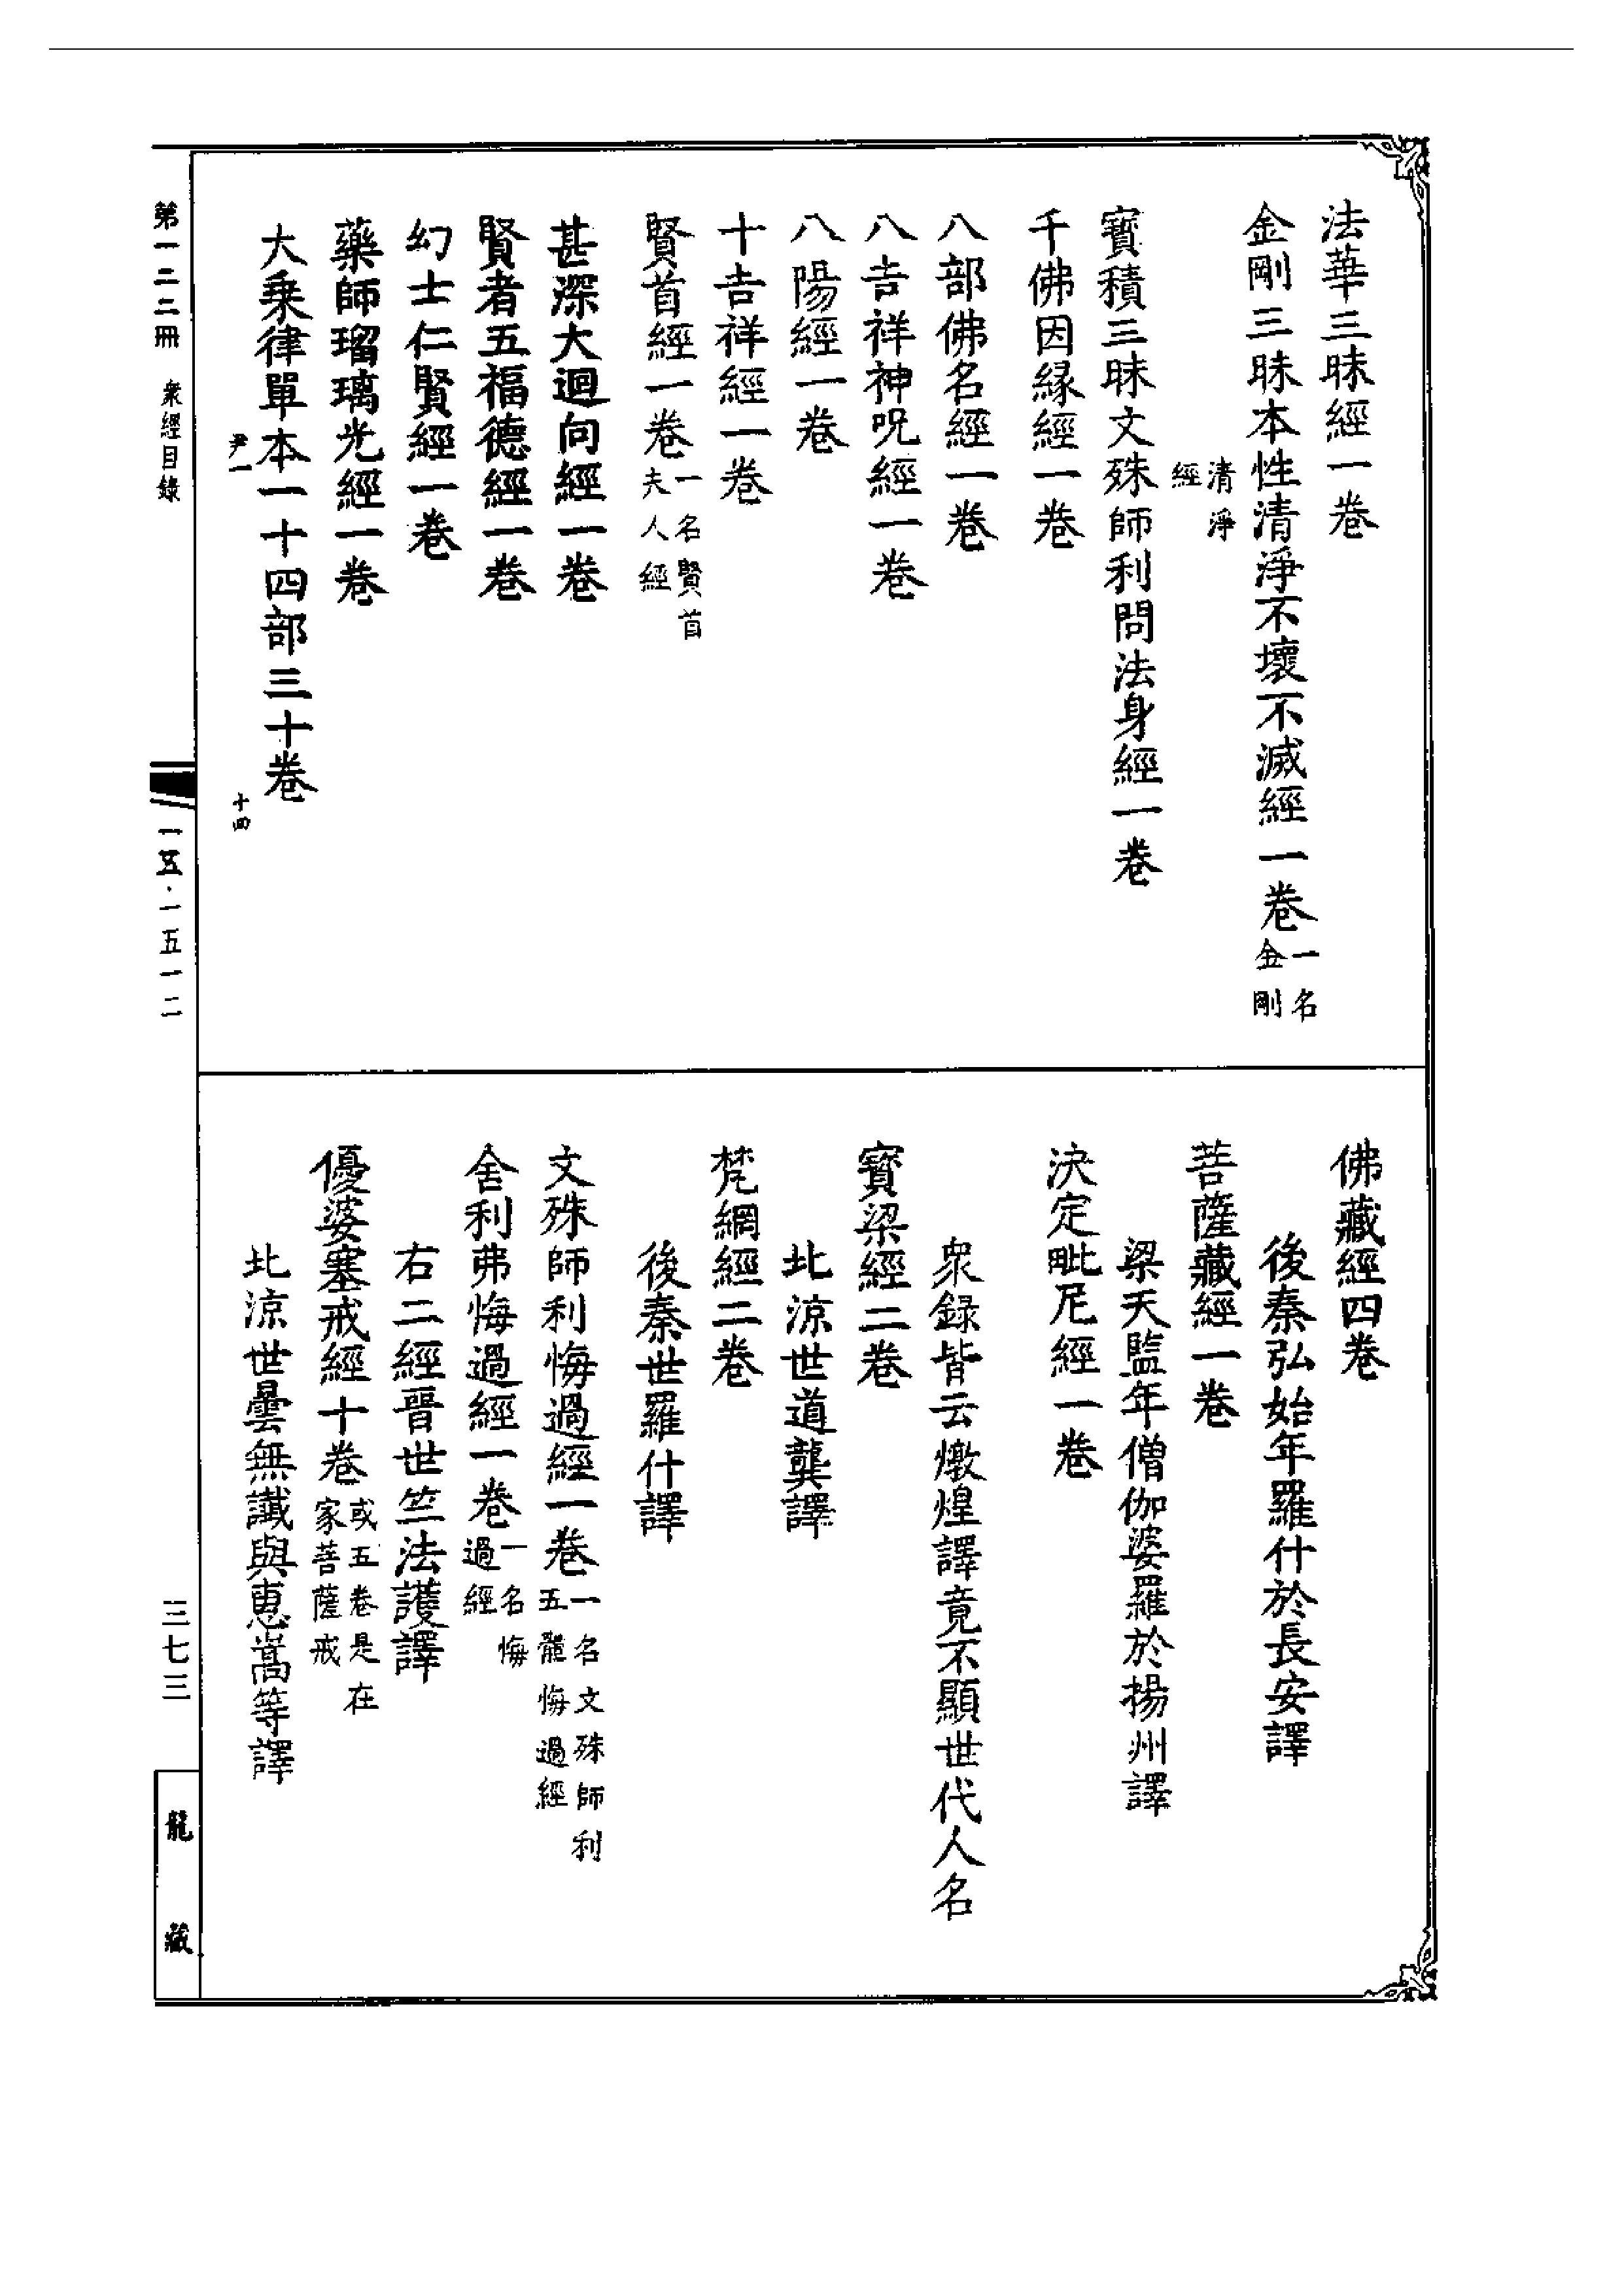 法華三昧經一卷
金剛三昧本性清淨不壞不滅經一卷一名金剛
清淨經
寶積三昧文殊師利問法身經一卷
千佛因緣經一卷
八部佛名經一卷
八吉祥神呪經一卷
八陽經一卷
十吉祥經一卷
賢首經一卷一名賢首夫人經
甚深大迴向經一卷
賢者五福德經一卷
幻士仁賢經一卷
藥師瑠璃光經一卷
大乘律單本一十四部三十卷
尹一 十四
佛藏經四卷
後秦弘始年羅什於長安譯
菩薩藏經一卷
梁天監年僧伽婆羅於揚州譯
決定毗尼經一卷
衆錄皆云燉煌譯竟不顯世代人名
寶梁經二卷
北涼世道龔譯
梵網經二卷
後秦世羅什譯
文殊師利悔過經一卷一名文殊師利五體悔過經
舍利弗悔過經一卷一名悔過經
右二經晋世竺法護譯
優婆塞戒經十卷或五卷是在家菩薩戒
北涼世曇無讖與惠嵩等譯
第一二二冊 衆經目錄
一五五·一五一二
三七三
龍藏